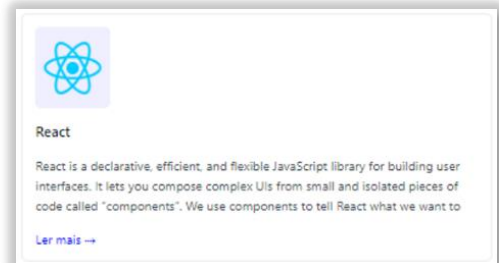 React
React is a declarative, efficient, and flexible JavaScript library for building user
interfaces. It lets you compose complex UIs from small and isolated pieces of
code called "components". We use components to tell React what we want to
Ler mais →